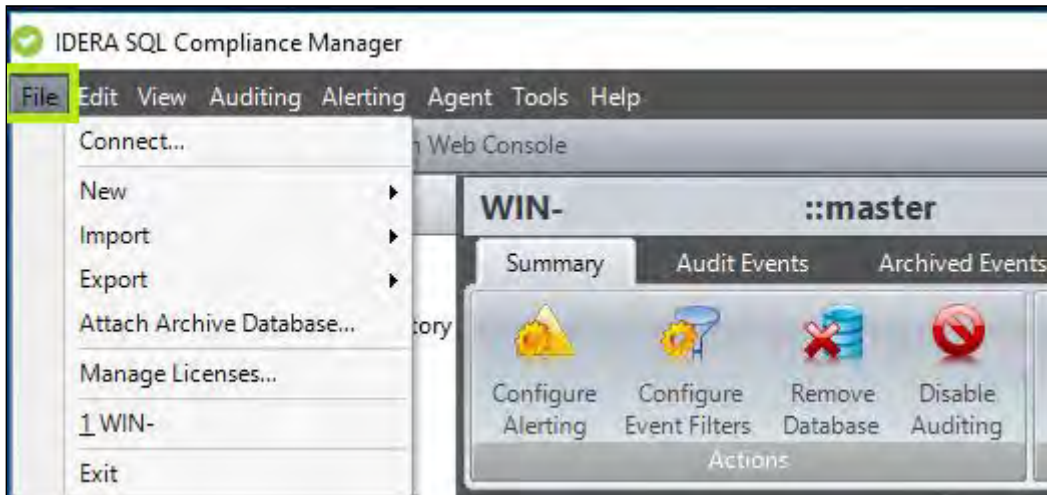 IDERA SQL Compliance Manager
File Edit View Auditing Alerting Agent Tools Help
Connect...
Web Console
New
Import
Export
Attach Archive Database...
tory
Manage Licenses...
1 WIN-
Exit
WIN- ::master
Summary Audit Events Archived Events
Configure Alerting
Configure Event Filters
Remove Database
Disable Auditing
Actions